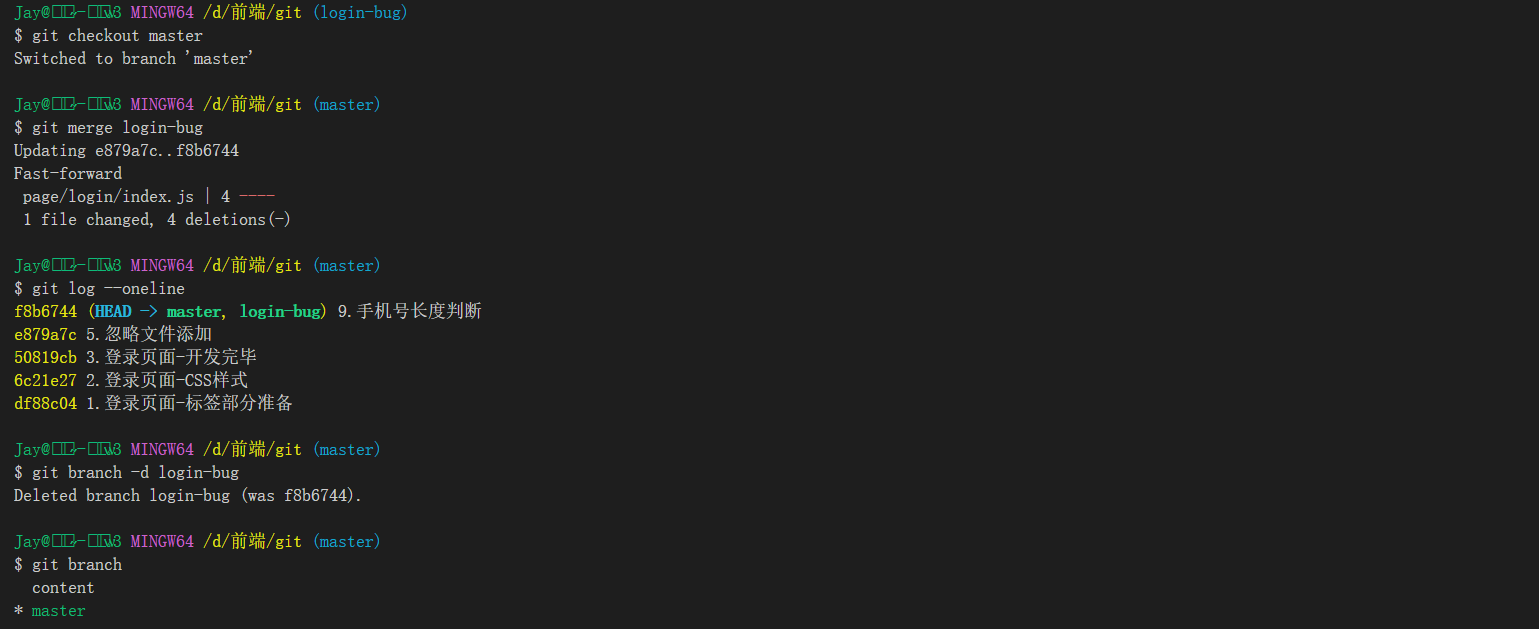 Jay@ MINGW64 /d/前端/git (login-bug)
$ git checkout master
Switched to branch 'master'
Jay@ MINGW64 /d/前端/git (master)
$ git merge login-bug
Updating e879a7c..f8b6744
Fast-forward
page/login/index.js | 4 ----
1 file changed, 4 deletions(-)
Jay@ MINGW64 /d/前端/git (master)
$ git log --oneline
f8b6744 (HEAD -> master, login-bug) 9.手机号长度判断
e879a7c 5.忽略文件添加
50819cb 3.登录页面-开发完毕
6c21e27 2.登录页面-CSS样式
df88c04 1.登录页面-标签部分准备
Jay@ MINGW64 /d/前端/git (master)
$ git branch -d login-bug
Deleted branch login-bug (was f8b6744).
Jay@ MINGW64 /d/前端/git (master)
$ git branch
content
* master